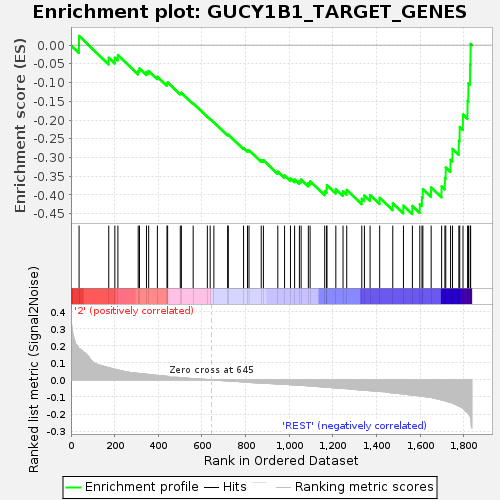 Enrichment plot: GUCY1B1_TARGET_GENES
Enrichment score (ES)
0.00
-0.05
-0.10
-0.15
-0.20
-0.25
-0.30
-0.35
-0.40
-0.45
Ranked list metric (Signal2Noise)
'2' (positively correlated)
0.4
0.3
0.2
0.1
0.0
-0.1
-0.2
-0.3
Zero cross at 645
'REST' (negatively correlated)
0 200 400 600 800 1,000 1,200 1,400 1,600 1,800
Rank in Ordered Dataset
Enrichment profile Hits Ranking metric scores